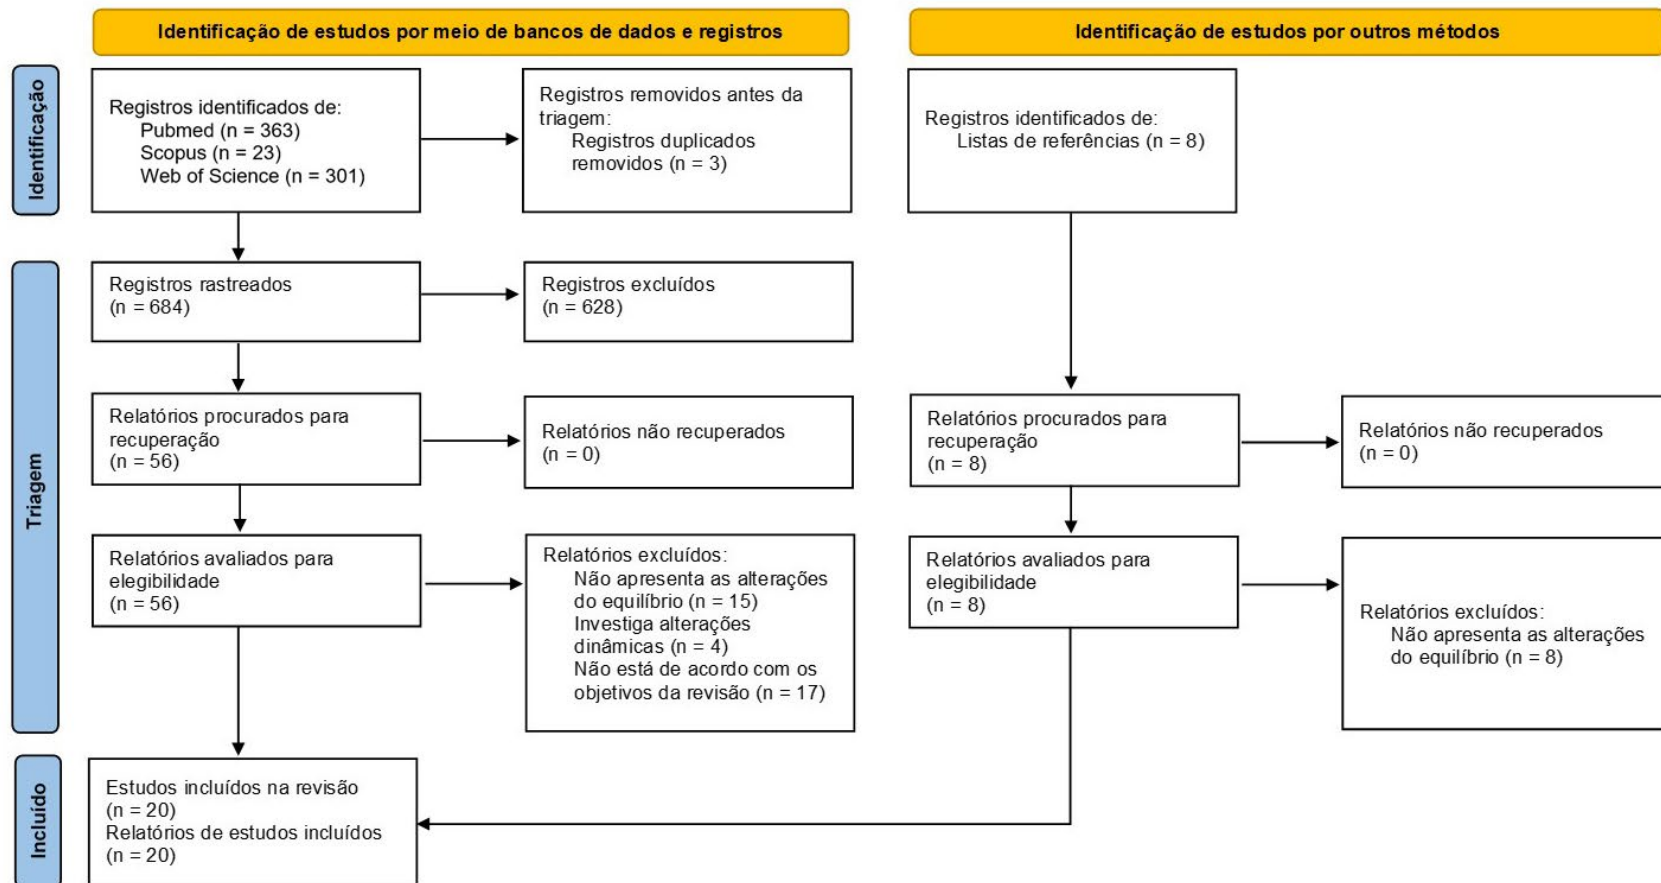 Identificação de estudos por meio de bancos de dados e registros
Identificação de estudos por outros métodos
Identificação
Registros identificados de:
Pubmed (n = 363)
Scopus (n = 23)
Web of Science (n = 301)
Registros removidos antes da
triagem:
Registros duplicados
removidos (n = 3)
Registros identificados de:
Listas de referências (n = 8)
Triagem
Registros rastreados
(n = 684)
Registros excluídos
(n = 628)
Relatórios procurados para
recuperação
(n = 56)
Relatórios não recuperados
(n = 0)
Relatórios procurados para
recuperação
(n = 8)
Relatórios não recuperados
(n = 0)
Relatórios avaliados para
elegibilidade
(n = 56)
Relatórios excluídos:
Não apresenta as alterações
do equilíbrio (n = 15)
Investiga alterações
dinâmicas (n = 4)
Não está de acordo com os
objetivos da revisão (n = 17)
Relatórios avaliados para
elegibilidade
(n = 8)
Relatórios excluídos:
Não apresenta as alterações
do equilíbrio (n = 8)
Incluído
Estudos incluídos na revisão
(n = 20)
Relatórios de estudos incluídos
(n = 20)